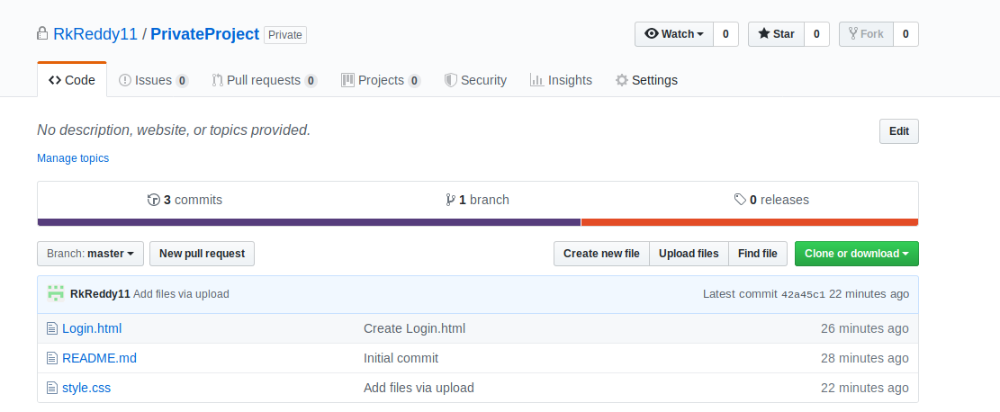 RkReddy11 / PrivateProject Private Watch 0 Star 0 Fork 0
Code Issues 0 Pull requests 0 Projects 0 Security Insights Settings
No description, website, or topics provided. Edit
Manage topics
3 commits 1 branch 0 releases
Branch: master New pull request Create new file Upload files Find file Clone or download
RkReddy11 Add files via upload Latest commit 42a45c1 22 minutes ago
Login.html Create Login.html 26 minutes ago
README.md Initial commit 28 minutes ago
style.css Add files via upload 22 minutes ago